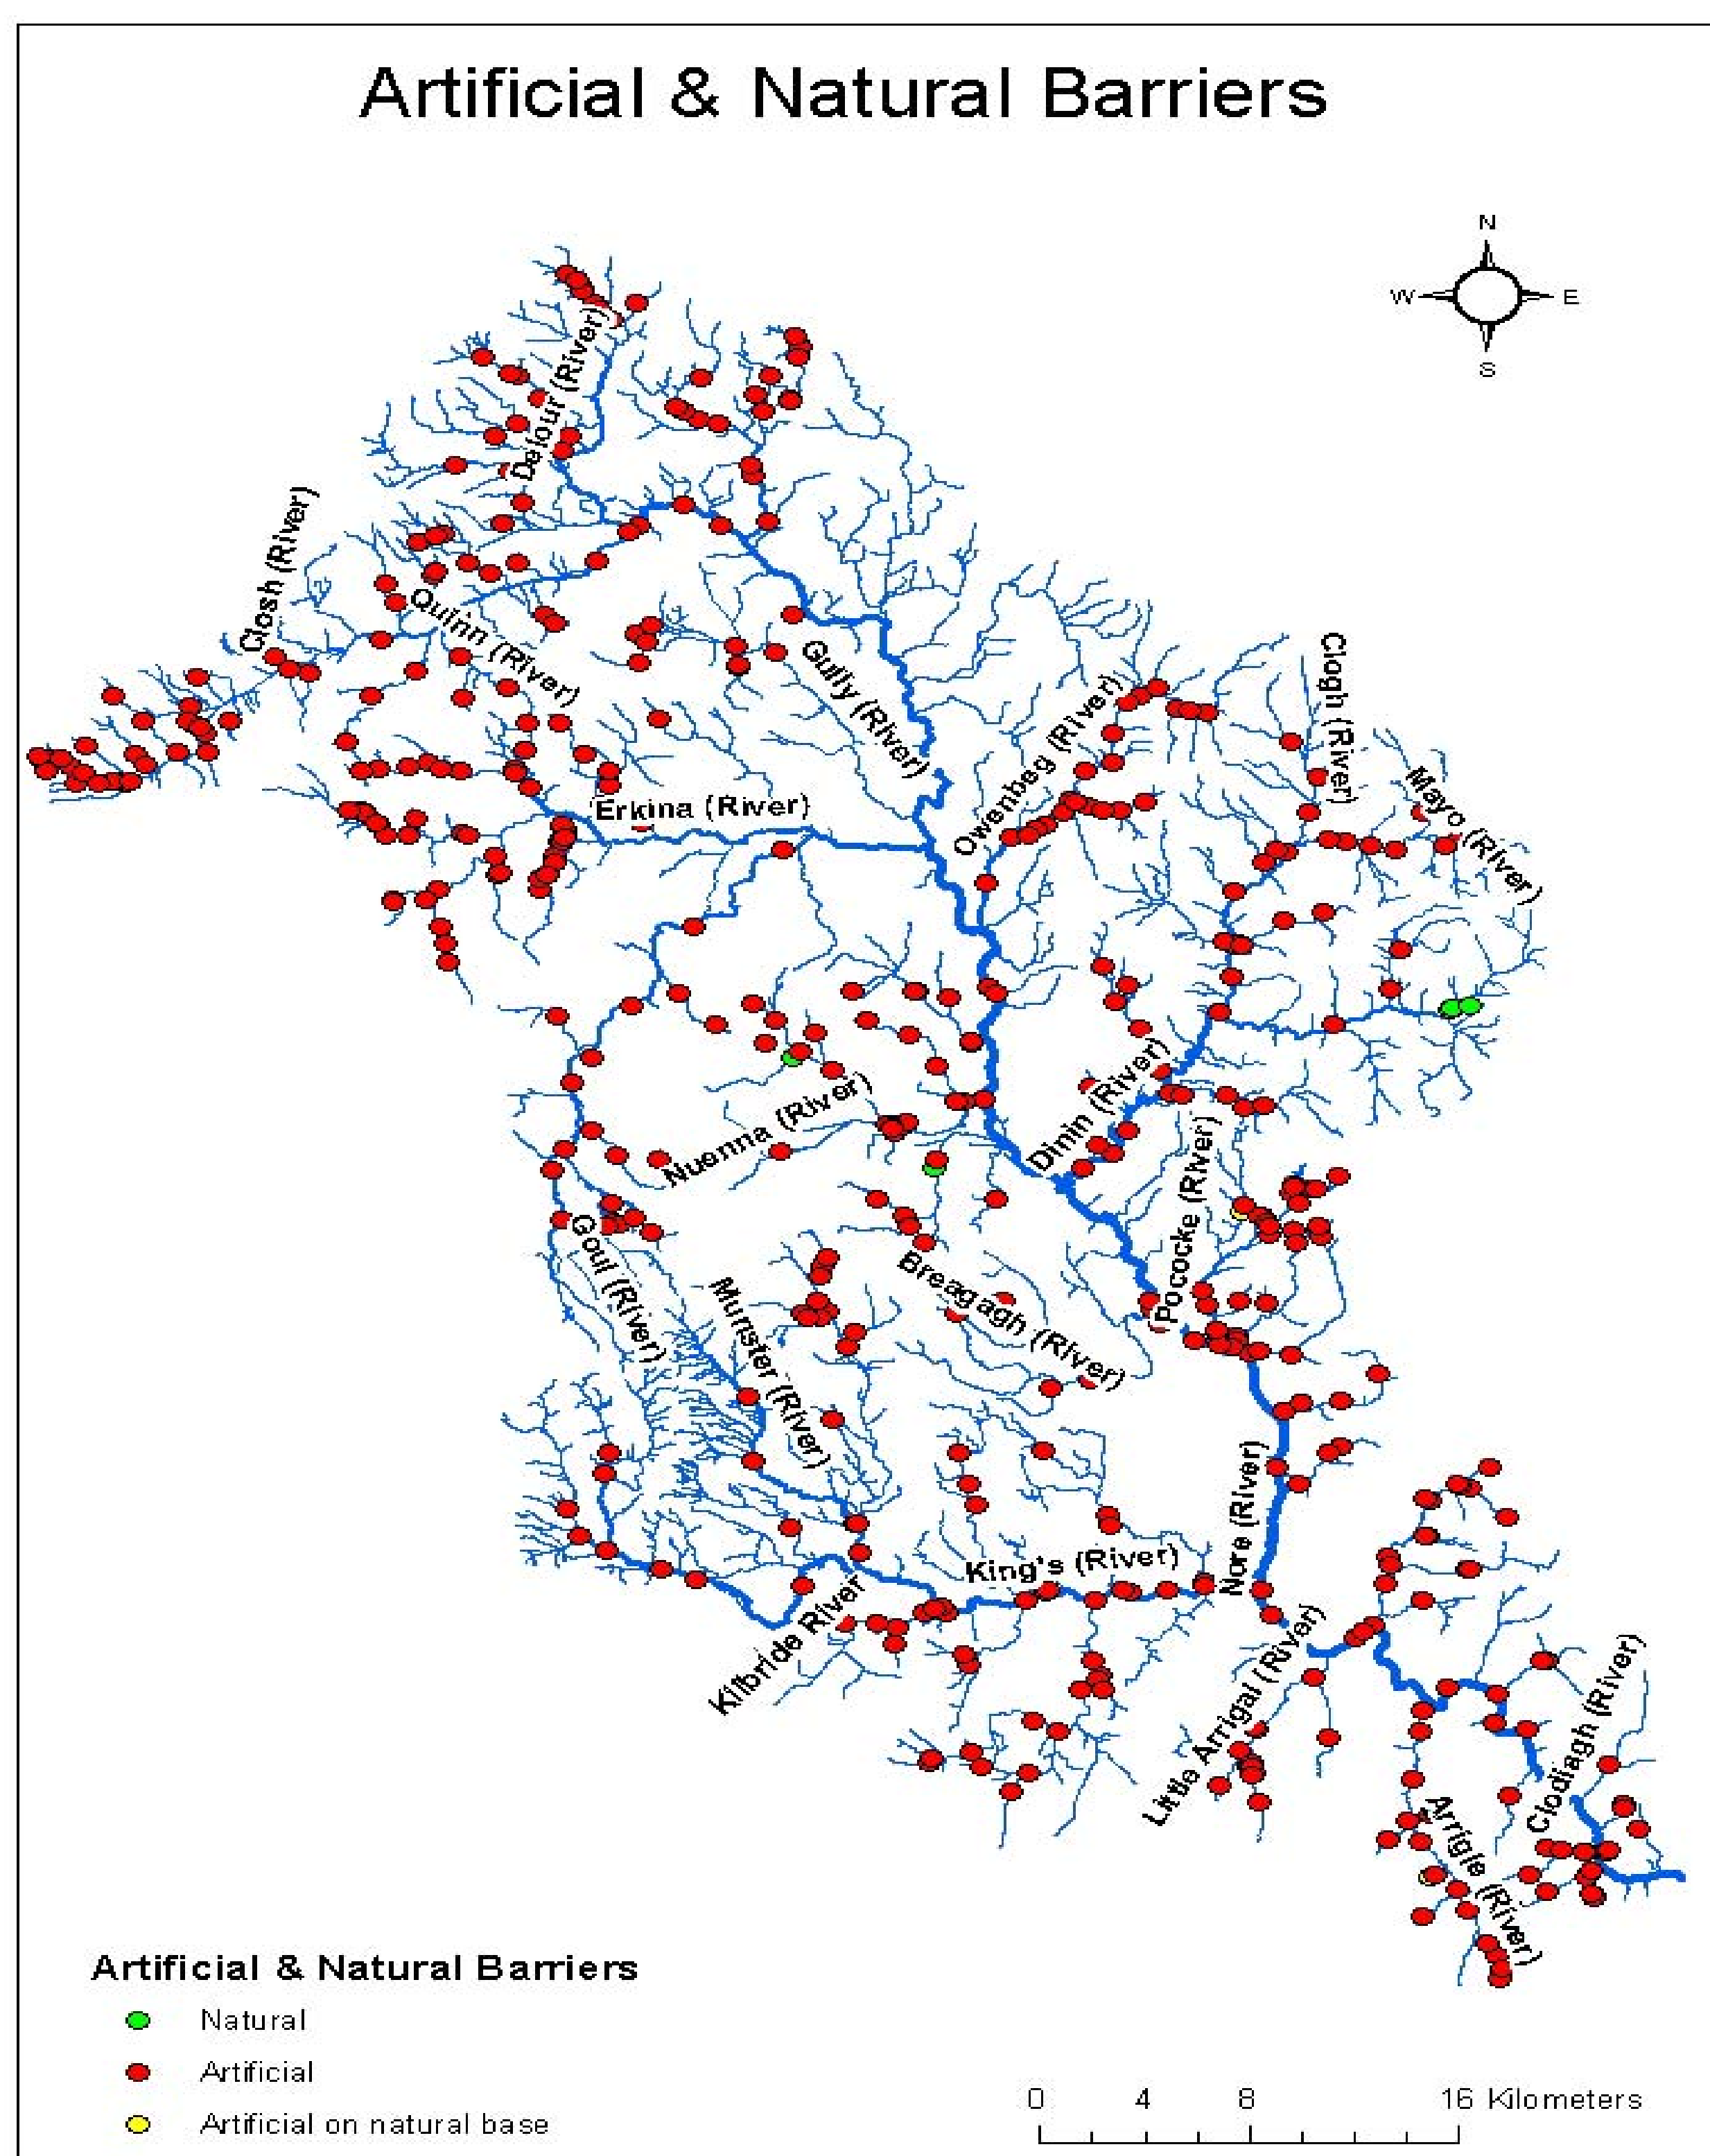 Artificial & Natural Barriers
N
W
E
S
Delour (River)
Closh (River)
Quinn (River)
Gully (River)
Clogh (River)
Owenbeg (River)
Mayo (River)
Erkina (River)
Dinin (River)
Nuenna (River)
Pococke (River)
Goul (River)
Breagagh (River)
Munster (River)
Nore (River)
King's (River)
Kilbride River
Little Arrigal (River)
Clodiagh (River)
Arrigle (River)
Artificial & Natural Barriers
Natural
Artificial
Artificial on natural base
0 4 8 16 Kilometers